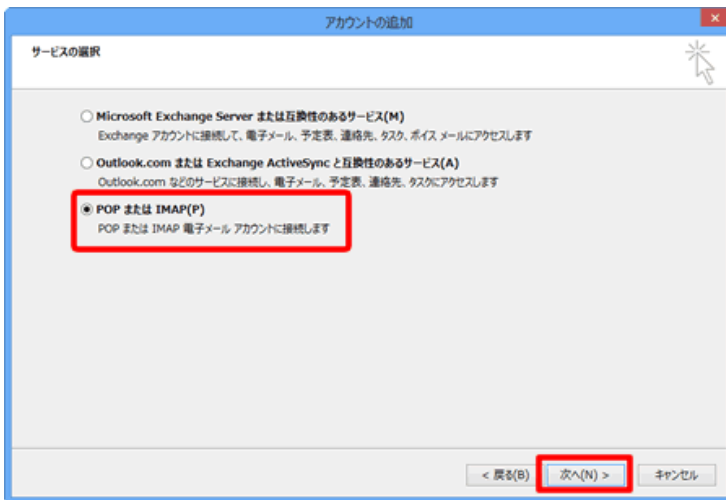 アカウントの追加
サービスの選択
Microsoft Exchange Server または互換性のあるサービス(M)
Exchange アカウントに接続して、電子メール、予定表、連絡先、タスク、ボイス メールにアクセスします
Outlook.com または Exchange ActiveSync と互換性のあるサービス(A)
Outlook.com などのサービスに接続し、電子メール、予定表、連絡先、タスクにアクセスします
POP または IMAP(P)
POP または IMAP 電子メール アカウントに接続します
< 戻る(B) 次へ(N) > キャンセル